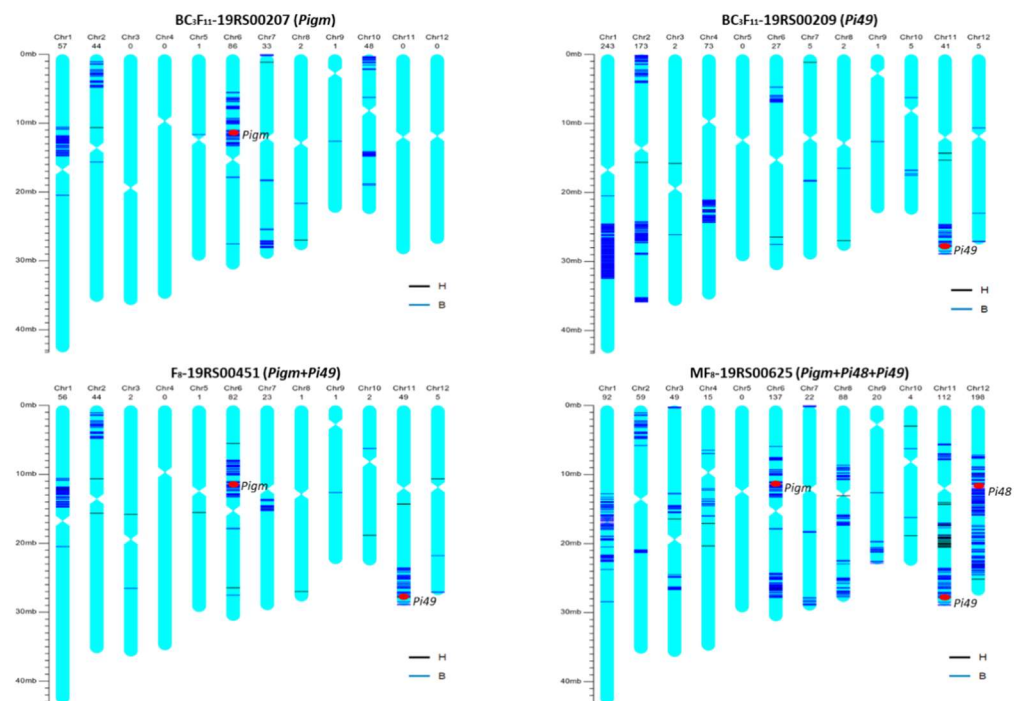 BC₃F₁₁-19RS00207 (Pigm)
Chr1 Chr2 Chr3 Chr4 Chr5 Chr6 Chr7 Chr8 Chr9 Chr10 Chr11 Chr12
57 44 0 0 1 86 33 2 1 48 0 0
0mb
10mb
Pigm
20mb
30mb
H
B
40mb
BC₃F₁₁-19RS00209 (Pi49)
Chr1 Chr2 Chr3 Chr4 Chr5 Chr6 Chr7 Chr8 Chr9 Chr10 Chr11 Chr12
243 173 2 73 0 27 5 2 1 5 41 5
0mb
10mb
20mb
Pi49
30mb
H
B
40mb
F₈-19RS00451 (Pigm+Pi49)
Chr1 Chr2 Chr3 Chr4 Chr5 Chr6 Chr7 Chr8 Chr9 Chr10 Chr11 Chr12
56 44 2 0 1 82 23 1 1 2 49 5
0mb
10mb
Pigm
20mb
Pi49
30mb
H
B
40mb
MF₈-19RS00625 (Pigm+Pi48+Pi49)
Chr1 Chr2 Chr3 Chr4 Chr5 Chr6 Chr7 Chr8 Chr9 Chr10 Chr11 Chr12
92 59 49 15 0 137 22 88 20 4 112 198
0mb
10mb
Pigm
Pi48
20mb
Pi49
30mb
H
B
40mb